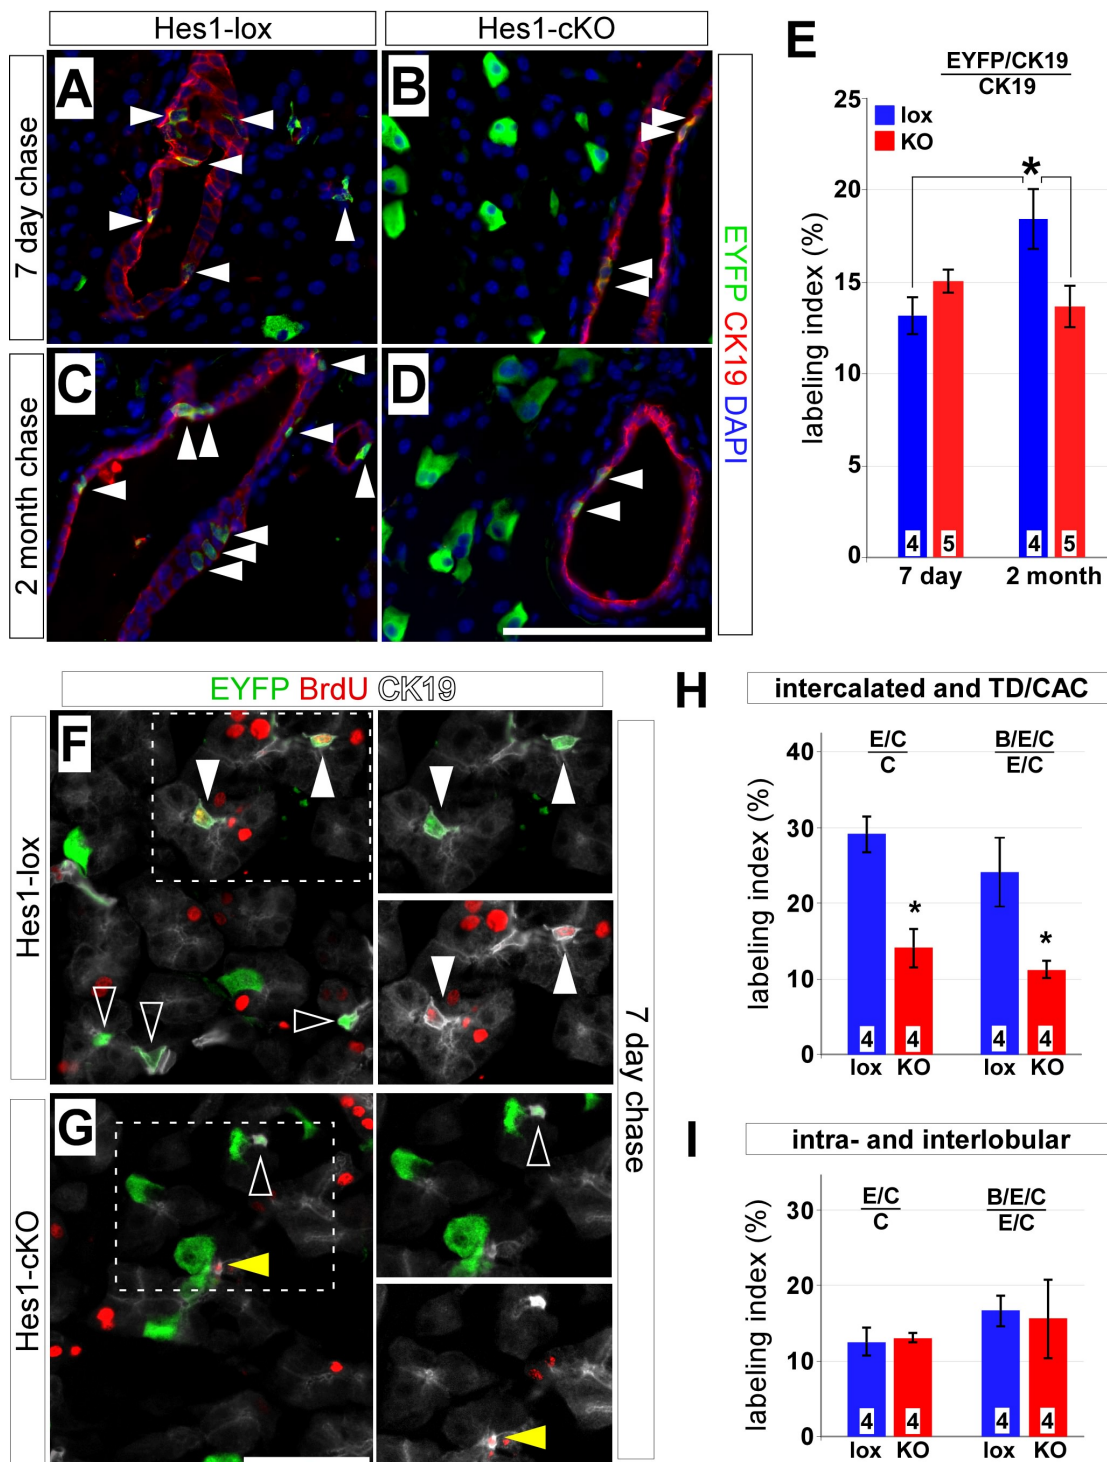 Hes1-lox
Hes1-cKO
7 day chase
2 month chase
A
B
C
D
EYFP CK19 DAPI
E
EYFP/CK19
CK19
lox
KO
labeling index (%)
25
20
15
10
5
0
*
4
5
4
5
7 day
2 month
EYFP BrdU CK19
Hes1-lox
Hes1-cKO
F
G
7 day chase
H
intercalated and TD/CAC
E/C
C
B/E/C
E/C
labeling index (%)
40
30
20
10
0
*
*
4
4
4
4
lox
KO
lox
KO
I
intra- and interlobular
E/C
C
B/E/C
E/C
labeling index (%)
30
20
10
0
4
4
4
4
lox
KO
lox
KO